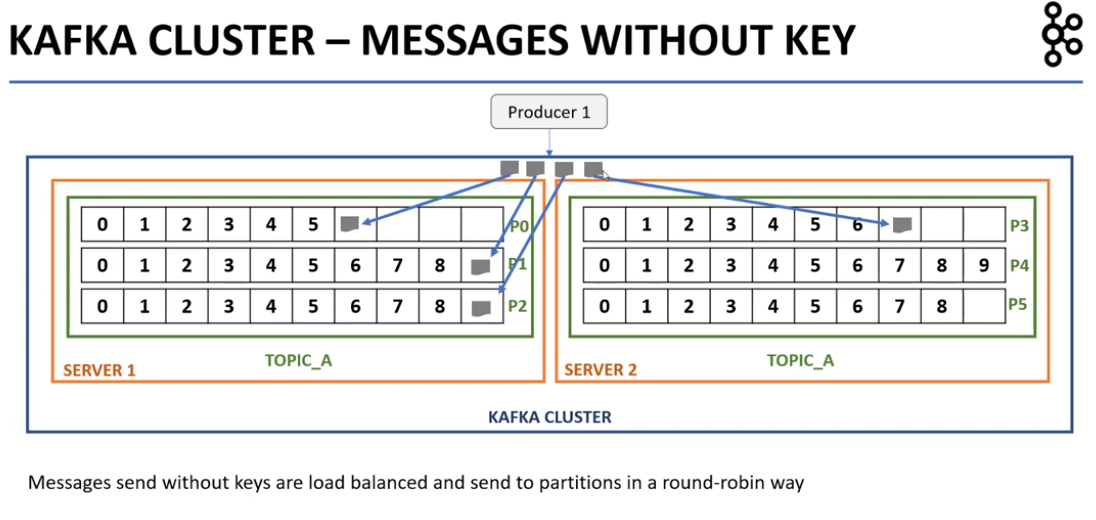 KAFKA CLUSTER – MESSAGES WITHOUT KEY
Producer 1
0 1 2 3 4 5 P0
0 1 2 3 4 5 6 7 8 P1
0 1 2 3 4 5 6 7 8 P2
TOPIC_A
SERVER 1
0 1 2 3 4 5 6 P3
0 1 2 3 4 5 6 7 8 9 P4
0 1 2 3 4 5 6 7 8 P5
TOPIC_A
SERVER 2
KAFKA CLUSTER
Messages send without keys are load balanced and send to partitions in a round-robin way